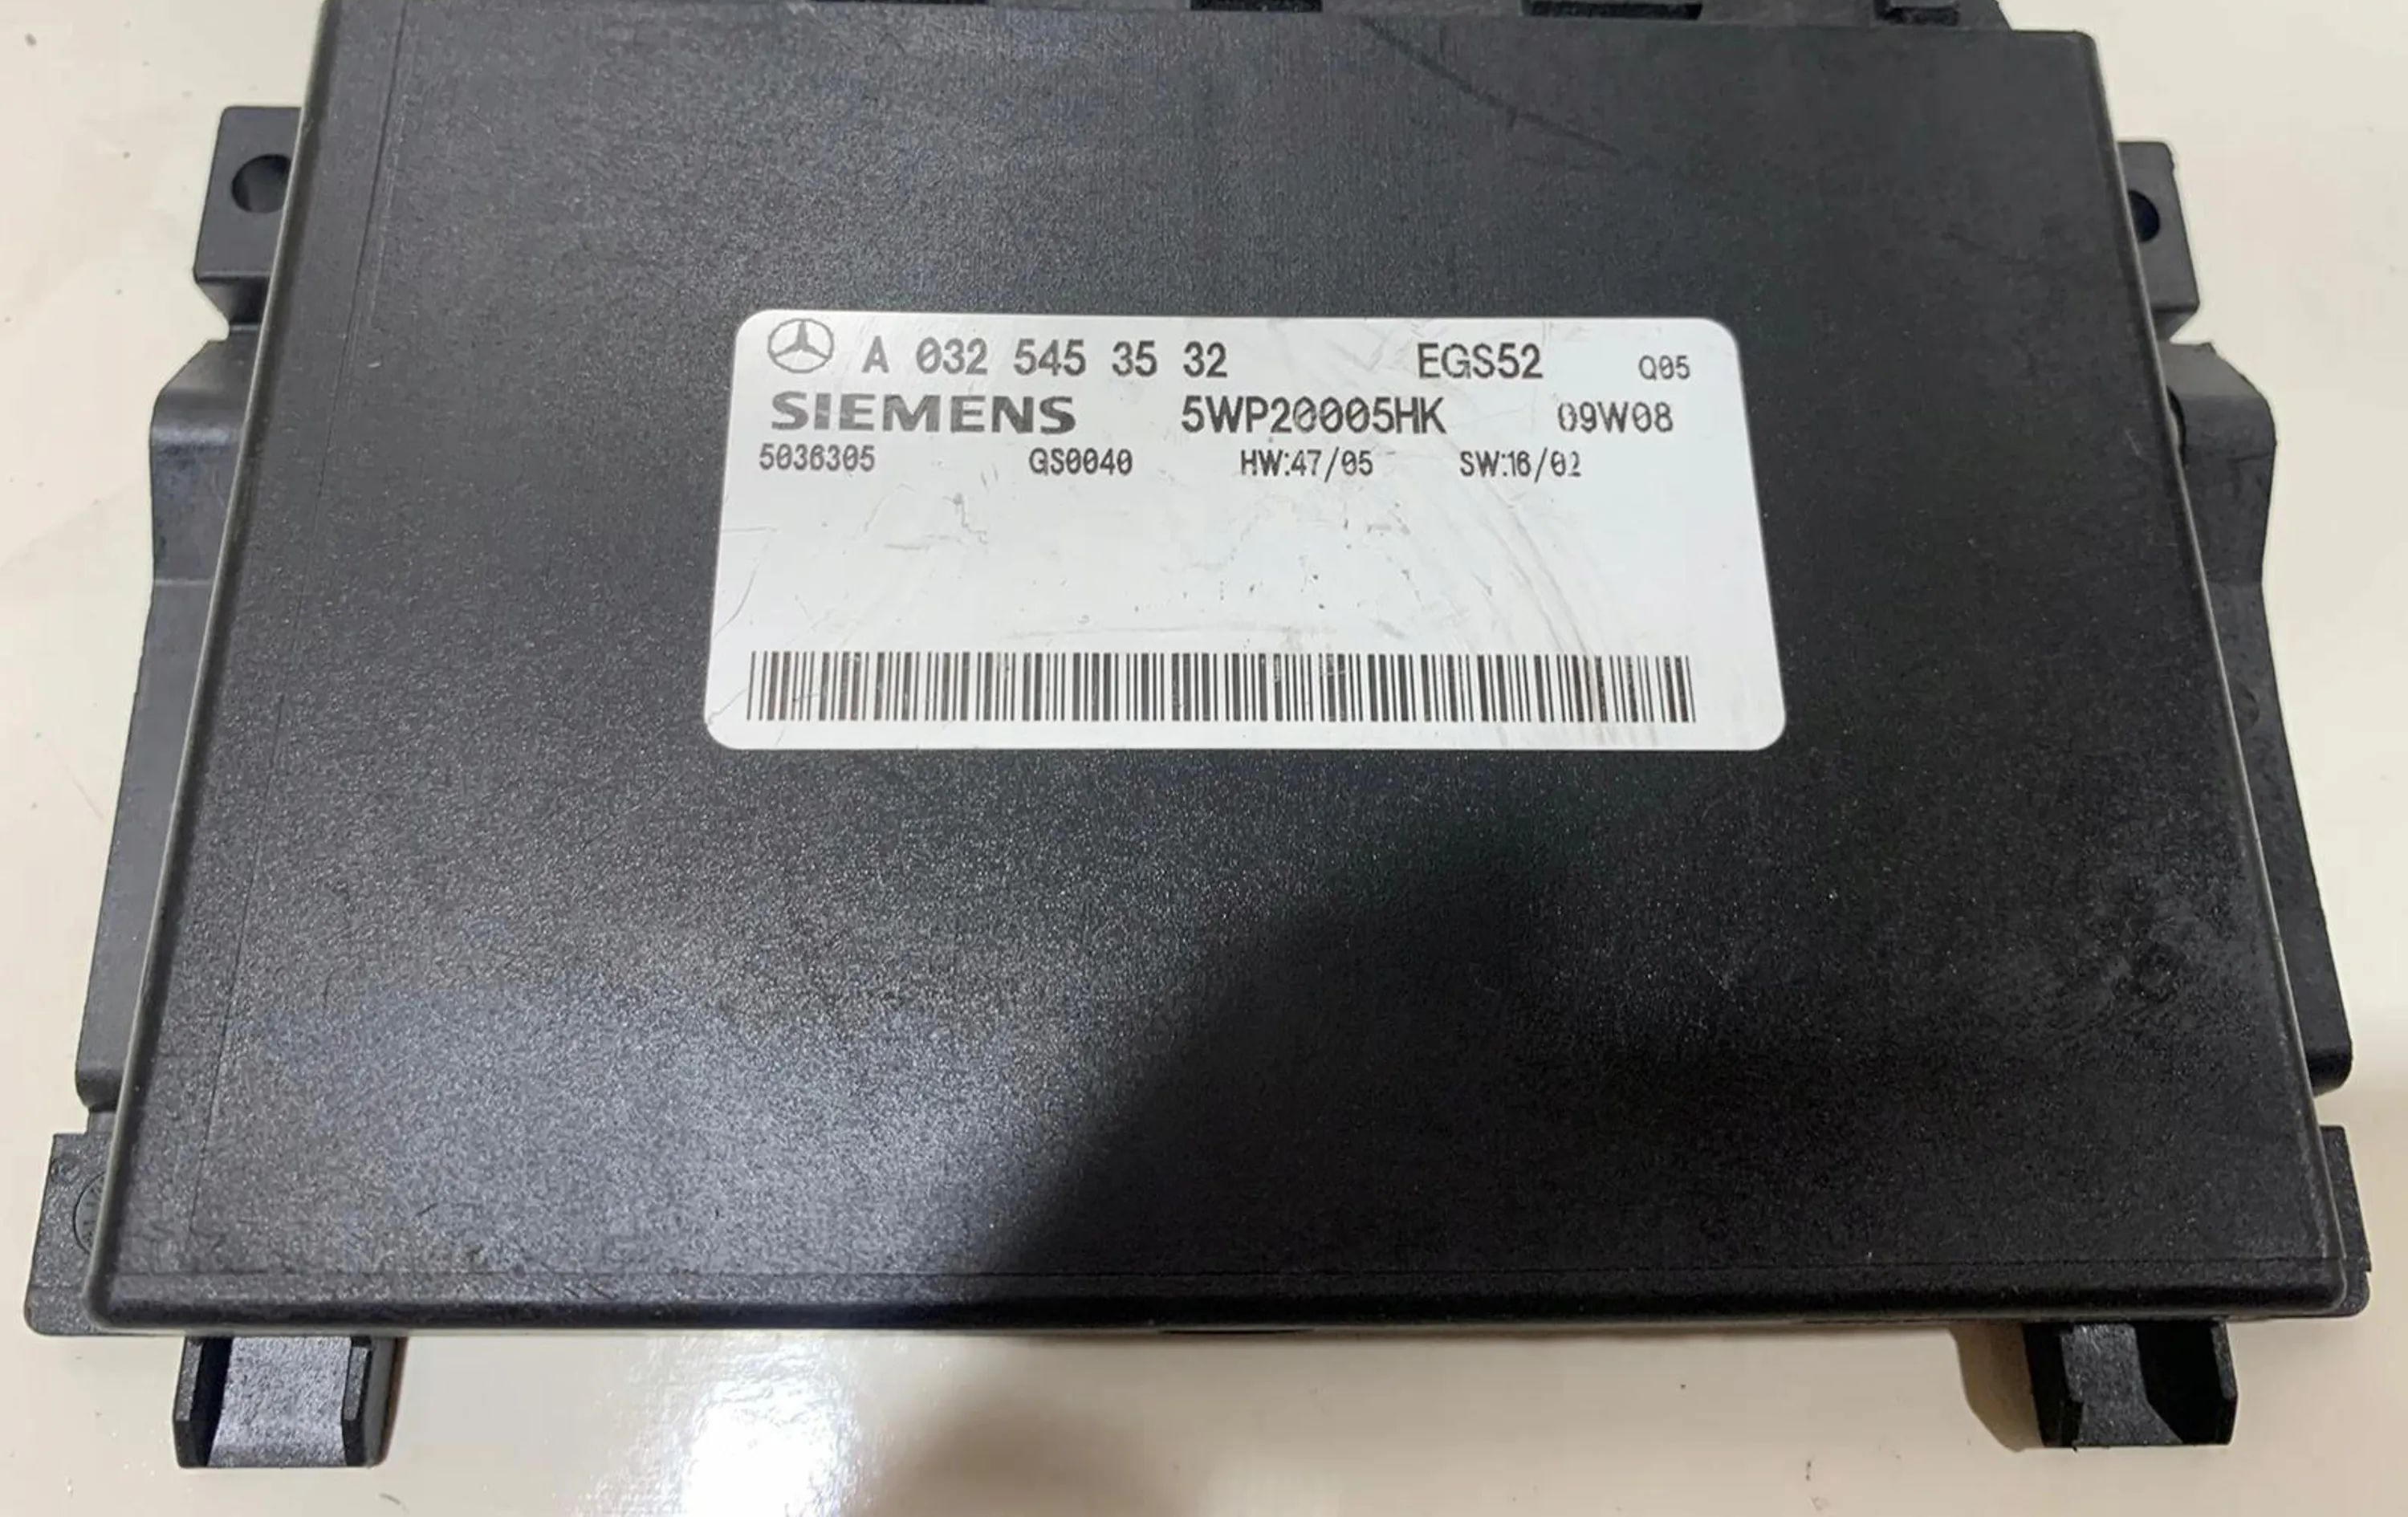 A 032 545 35 32 EGS52 Q05
SIEMENS 5WP20005HK 09W08
5036305 GS0040 HW:47/05 SW:16/02